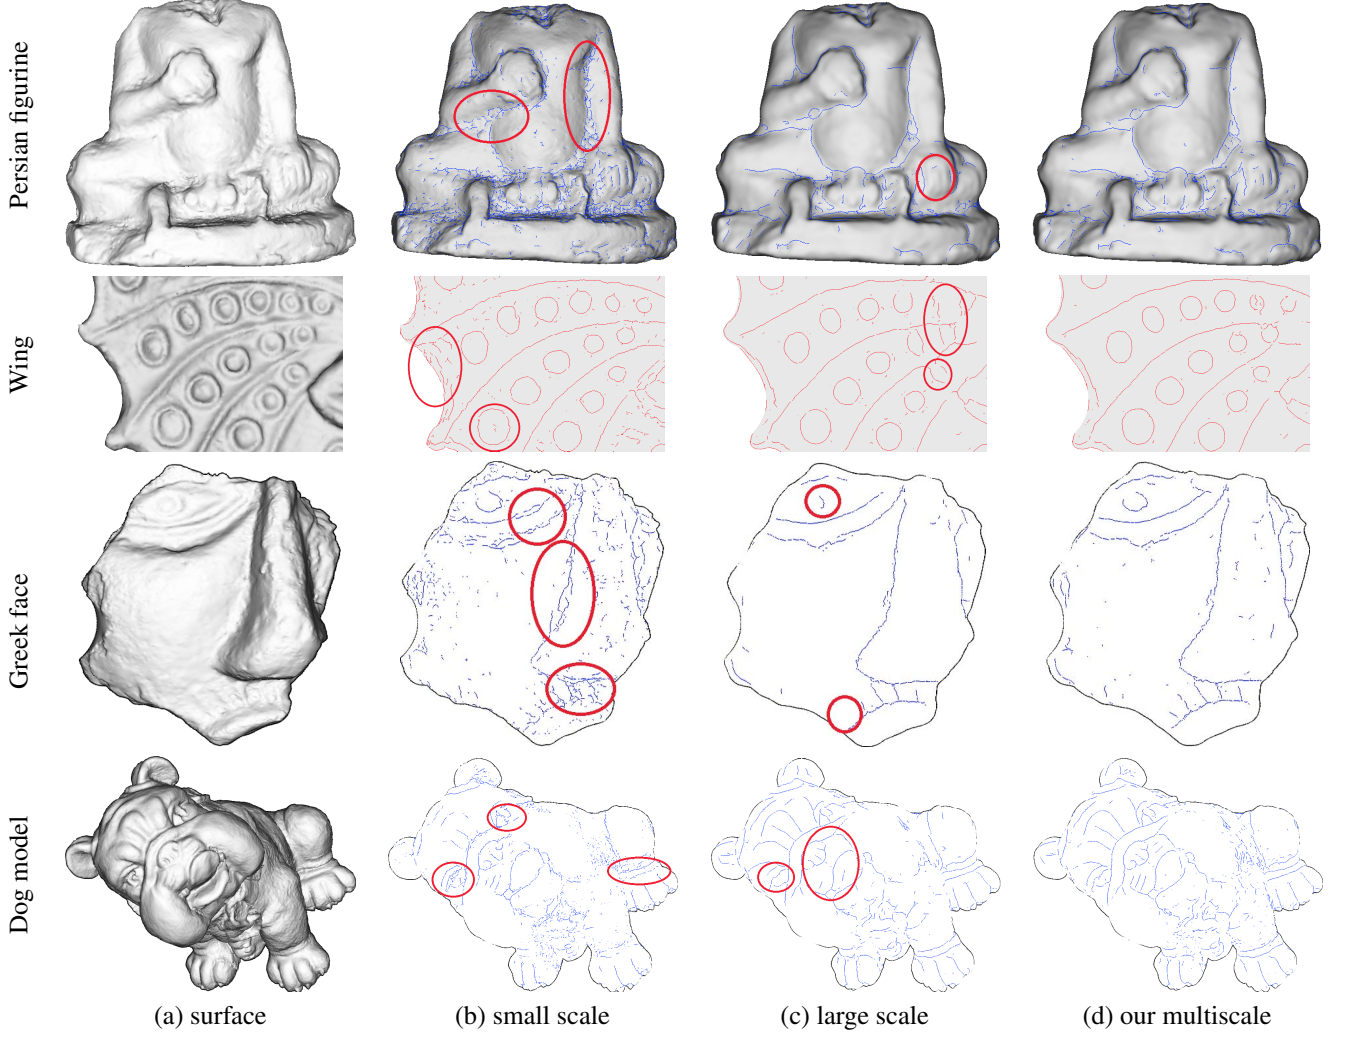 Persian figurine
Wing
Greek face
Dog model
(a) surface
(b) small scale
(c) large scale
(d) our multiscale